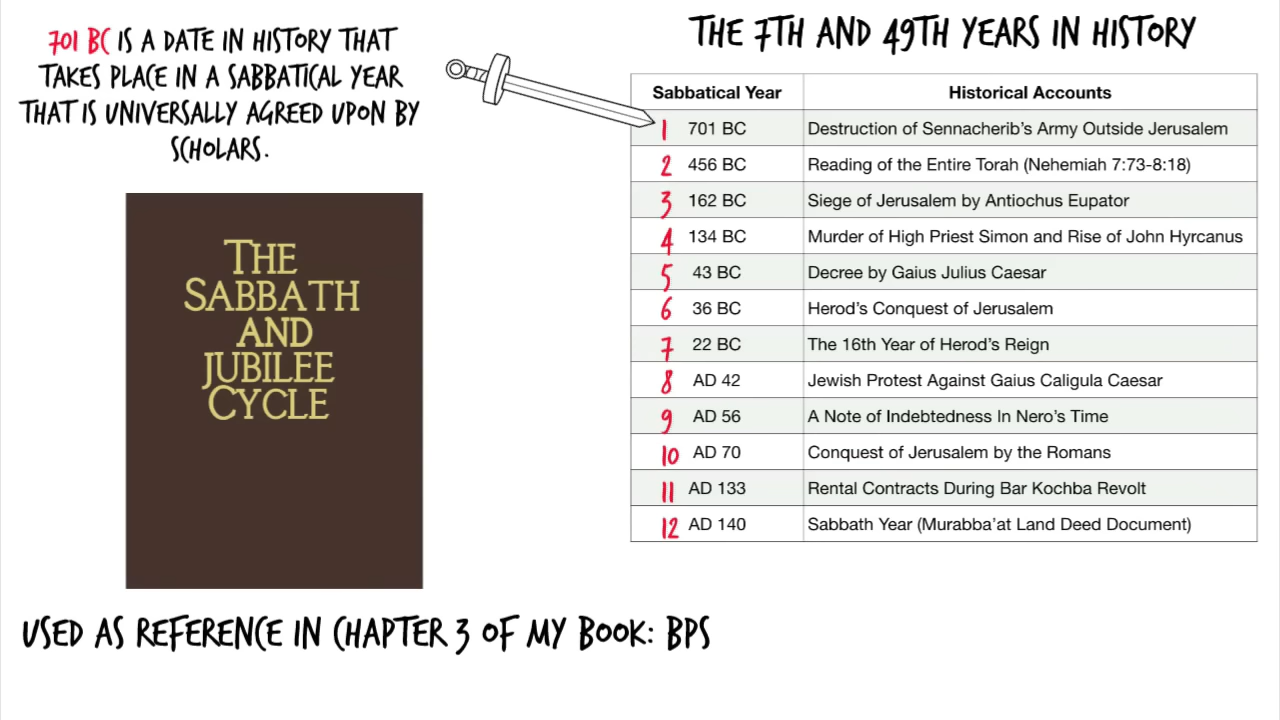 701 BC IS A DATE IN HISTORY THAT
TAKES PLACE IN A SABBATICAL YEAR
THAT IS UNIVERSALLY AGREED UPON BY
SCHOLARS.
THE SABBATH
AND
JUBILEE
CYCLE
USED AS REFERENCE IN CHAPTER 3 OF MY BOOK: BPS
THE 7TH AND 49TH YEARS IN HISTORY
Sabbatical Year Historical Accounts
1 701 BC Destruction of Sennacherib's Army Outside Jerusalem
2 456 BC Reading of the Entire Torah (Nehemiah 7:73-8:18)
3 162 BC Siege of Jerusalem by Antiochus Eupator
4 134 BC Murder of High Priest Simon and Rise of John Hyrcanus
5 43 BC Decree by Gaius Julius Caesar
6 36 BC Herod's Conquest of Jerusalem
7 22 BC The 16th Year of Herod's Reign
8 AD 42 Jewish Protest Against Gaius Caligula Caesar
9 AD 56 A Note of Indebtedness In Nero's Time
10 AD 70 Conquest of Jerusalem by the Romans
11 AD 133 Rental Contracts During Bar Kochba Revolt
12 AD 140 Sabbath Year (Murabba'at Land Deed Document)